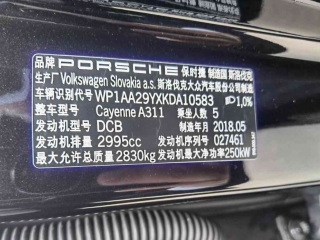 品牌 PORSCHE 保时捷 制造国 斯洛伐克
生产厂 Volkswagen Slovakia a.s. 斯洛伐克大众汽车股份公司制造
车辆识别代号 WP1AA29YXKDA10583 1,0%
整车型号 Cayenne A311 乘坐人数 5
发动机型号 DCB 制造年月 2018.05
发动机排量 2995cc 发动机序号 027461
最大允许总质量 2830kg 发动机最大净功率 250kW